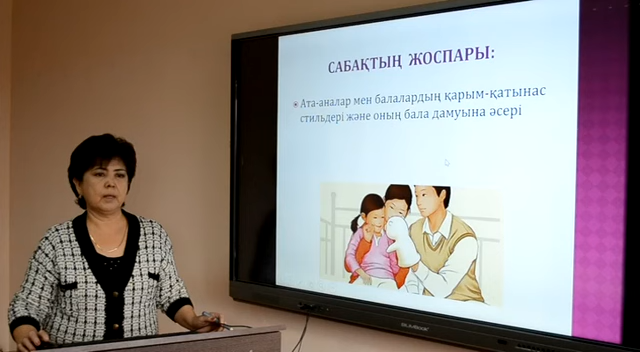 САБАҚТЫҢ ЖОСПАРЫ:
Ата-аналар мен балалардың қарым-қатынас
стильдері және оның бала дамуына әсері